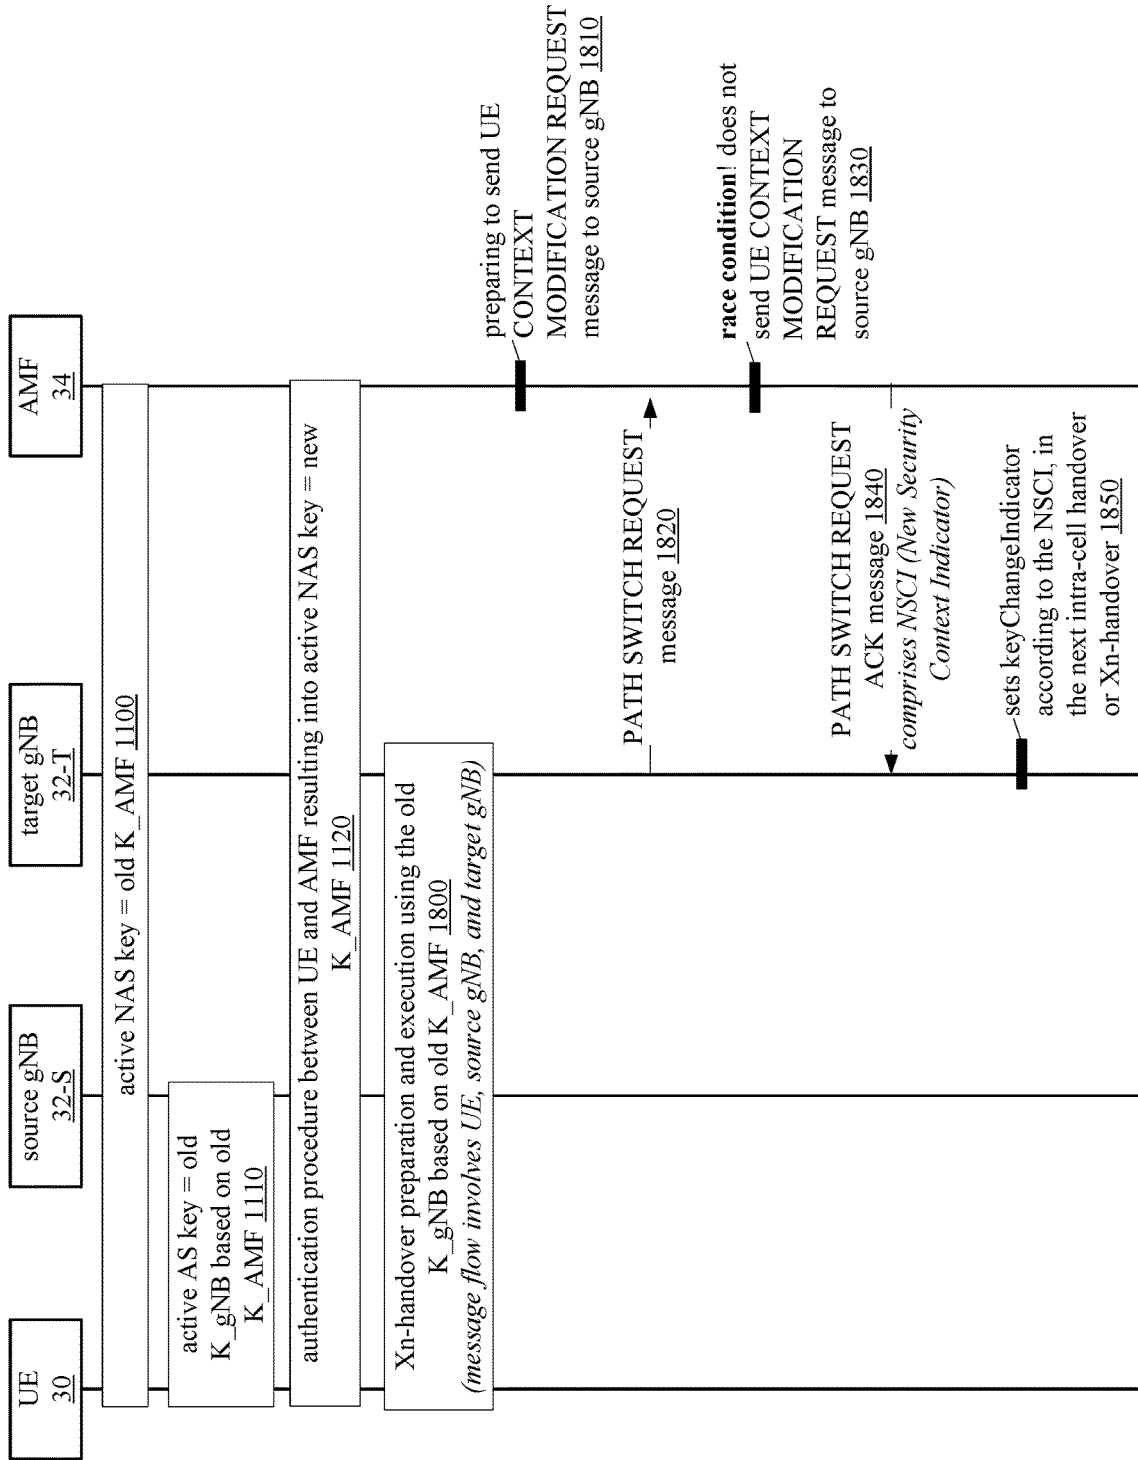 UE
30
source gNB
32-S
target gNB
32-T
AMF
34
active NAS key = old K_AMF 1100
active AS key = old
K_gNB based on old
K_AMF 1110
authentication procedure between UE and AMF resulting into active NAS key = new
K_AMF 1120
Xn-handover preparation and execution using the old
K_gNB based on old K_AMF 1800
(message flow involves UE, source gNB, and target gNB)
preparing to send UE
CONTEXT
MODIFICATION REQUEST
message to source gNB 1810
PATH SWITCH REQUEST
message 1820
race condition! does not
send UE CONTEXT
MODIFICATION
REQUEST message to
source gNB 1830
PATH SWITCH REQUEST
ACK message 1840
comprises NSCI (New Security
Context Indicator)
sets keyChangeIndicator
according to the NSCI, in
the next intra-cell handover
or Xn-handover 1850